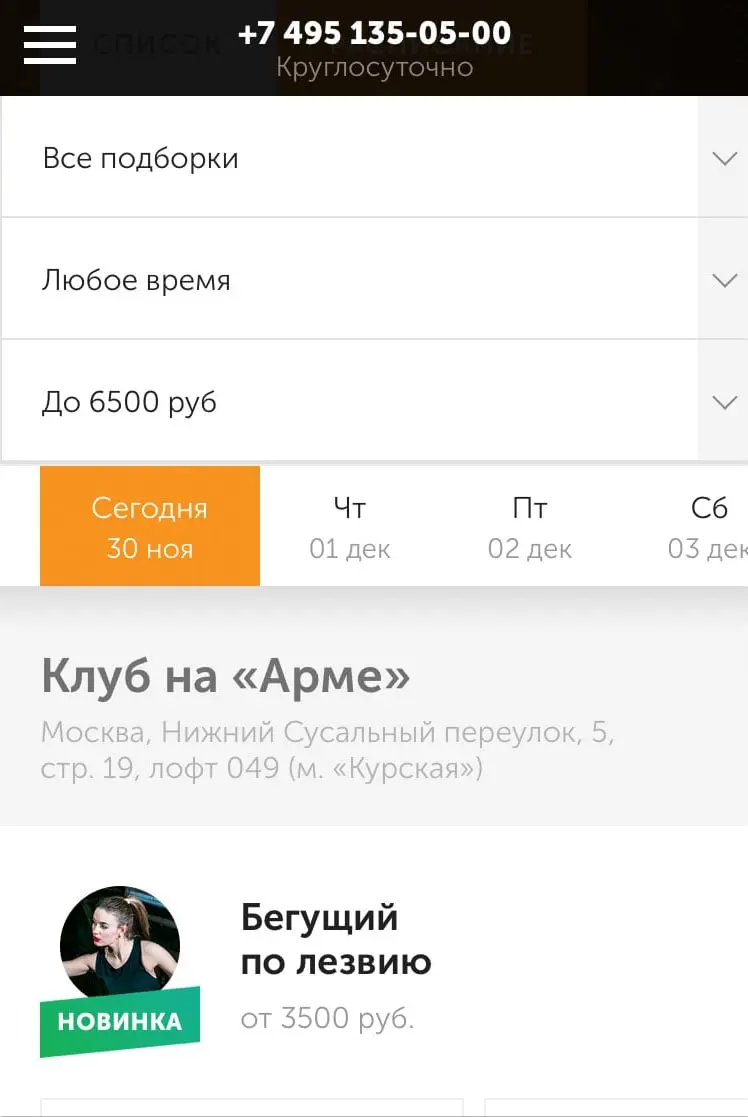 СПИСОК
+7 495 135-05-00
Круглосуточно
Все подборки
Любое время
До 6500 руб
Сегодня
30 ноя
Чт
01 дек
Пт
02 дек
Сб
03 дек
Клуб на «Арме»
Москва, Нижний Сусальный переулок, 5,
стр. 19, лофт 049 (м. «Курская»)
Бегущий
по лезвию
от 3500 руб.
НОВИНКА